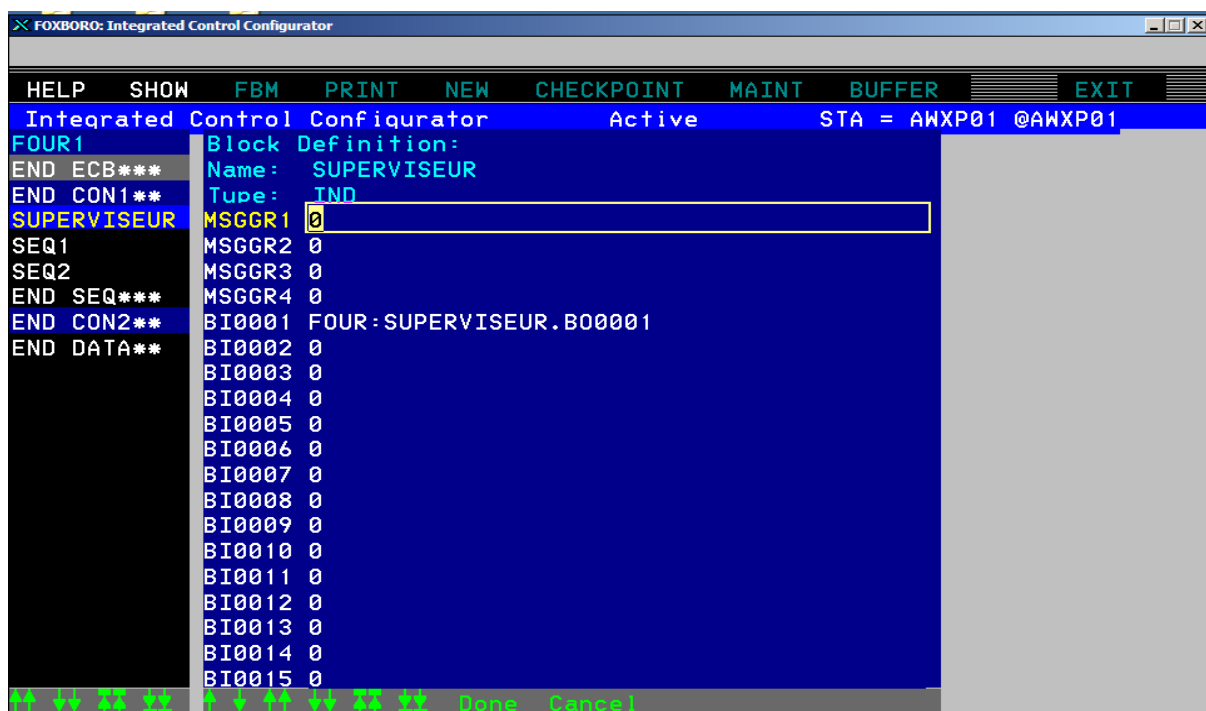 FOXBORO: Integrated Control Configurator
HELP SHOW FBM PRINT NEW CHECKPOINT MAINT BUFFER EXIT
Integrated Control Configurator Active STA = AWXP01 @AWXP01
FOUR1 Block Definition:
END ECB*** Name: SUPERVISEUR
END CON1** Type: IND
SUPERVISEUR MSGGR1 0
SEQ1 MSGGR2 0
SEQ2 MSGGR3 0
END SEQ*** MSGGR4 0
END CON2** BI0001 FOUR:SUPERVISEUR.BO0001
END DATA** BI0002 0
BI0003 0
BI0004 0
BI0005 0
BI0006 0
BI0007 0
BI0008 0
BI0009 0
BI0010 0
BI0011 0
BI0012 0
BI0013 0
BI0014 0
BI0015 0
Done Cancel